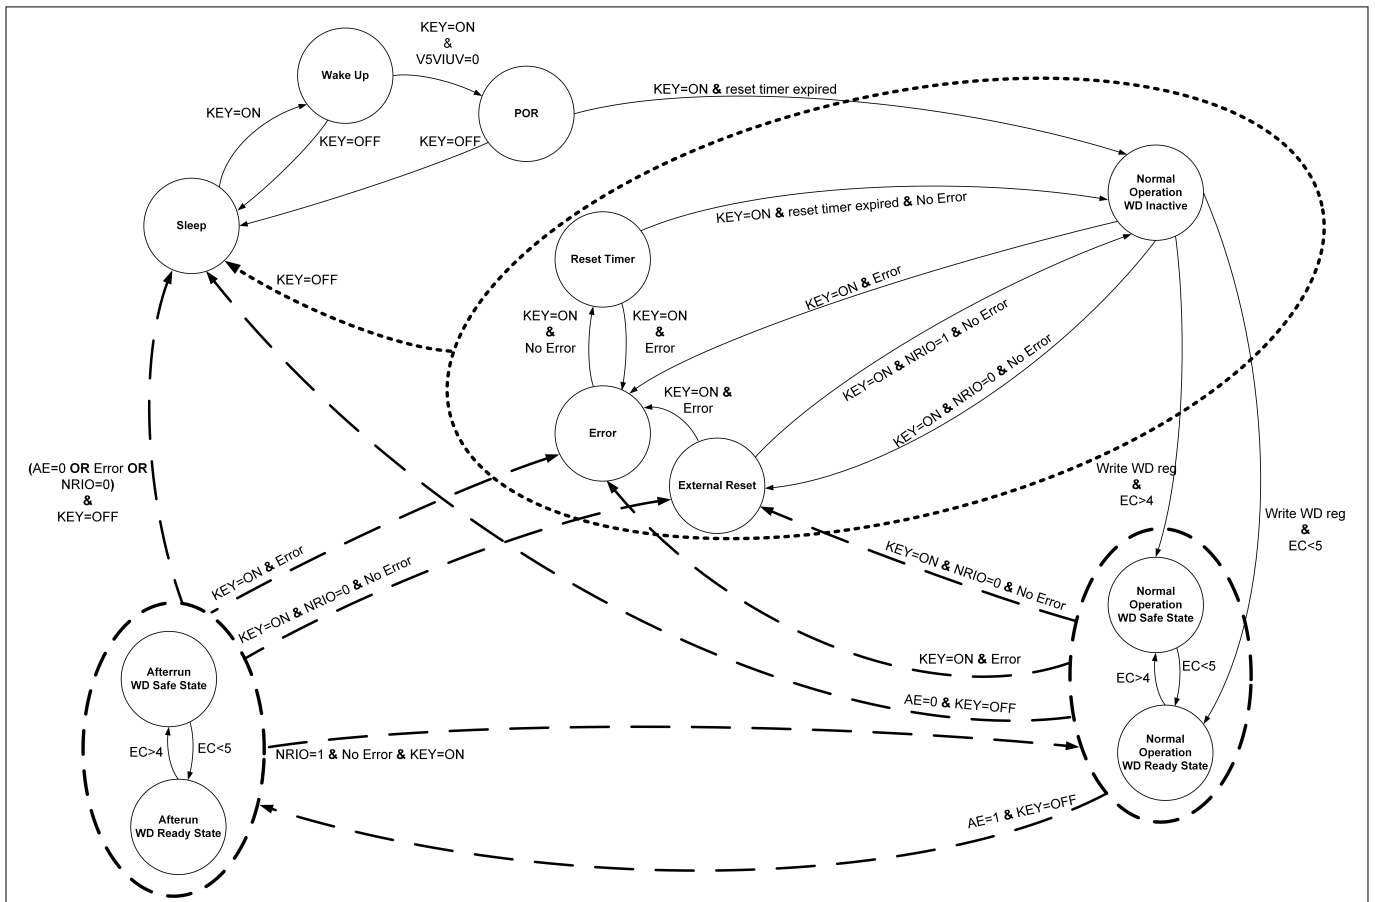 KEY=ON
&
V5VIUV=0
Wake Up
KEY=ON & reset timer expired
KEY=ON
POR
KEY=OFF
KEY=OFF
Normal
Operation
WD Inactive
Sleep
KEY=ON & reset timer expired & No Error
Reset Timer
KEY=OFF
KEY=ON & Error
KEY=ON
&
No Error
KEY=ON
&
Error
KEY=ON & NRIO=1 & No Error
KEY=ON & NRIO=0 & No Error
KEY=ON &
Error
Error
External Reset
(AE=0 OR Error OR
NRIO=0)
&
KEY=OFF
Write WD reg
&
EC>4
Write WD reg
&
EC<5
KEY=ON & Error
KEY=ON & NRIO=0 & No Error
KEY=ON & NRIO=0 & No Error
Normal
Operation
WD Safe State
KEY=ON & Error
EC>4
EC<5
Afterrun
WD Safe State
AE=0 & KEY=OFF
EC>4
EC<5
NRIO=1 & No Error & KEY=ON
Normal
Operation
WD Ready State
Afterun
WD Ready State
AE=1 & KEY=OFF